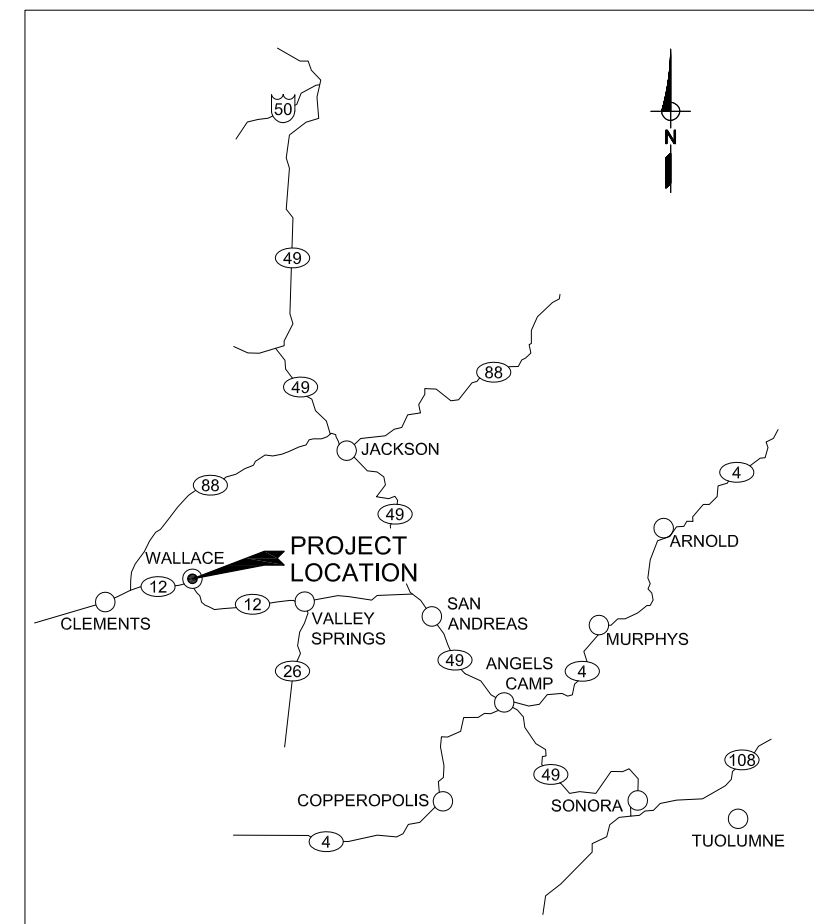 50
N
49
49
88
JACKSON
88
4
49
ARNOLD
WALLACE
PROJECT
LOCATION
12
12
CLEMENTS
VALLEY
SPRINGS
SAN
ANDREAS
MURPHYS
26
49
ANGELS
CAMP
4
108
49
COPPEROPOLIS
SONORA
4
TUOLUMNE